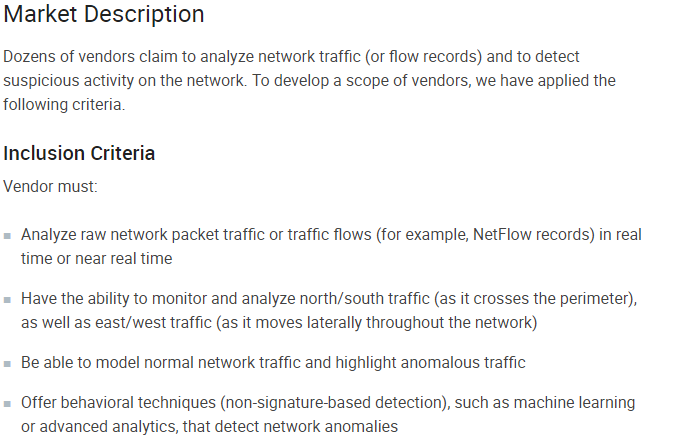 Market Description
Dozens of vendors claim to analyze network traffic (or flow records) and to detect
suspicious activity on the network. To develop a scope of vendors, we have applied the
following criteria.
Inclusion Criteria
Vendor must:
Analyze raw network packet traffic or traffic flows (for example, NetFlow records) in real
time or near real time
Have the ability to monitor and analyze north/south traffic (as it crosses the perimeter),
as well as east/west traffic (as it moves laterally throughout the network)
Be able to model normal network traffic and highlight anomalous traffic
Offer behavioral techniques (non-signature-based detection), such as machine learning
or advanced analytics, that detect network anomalies